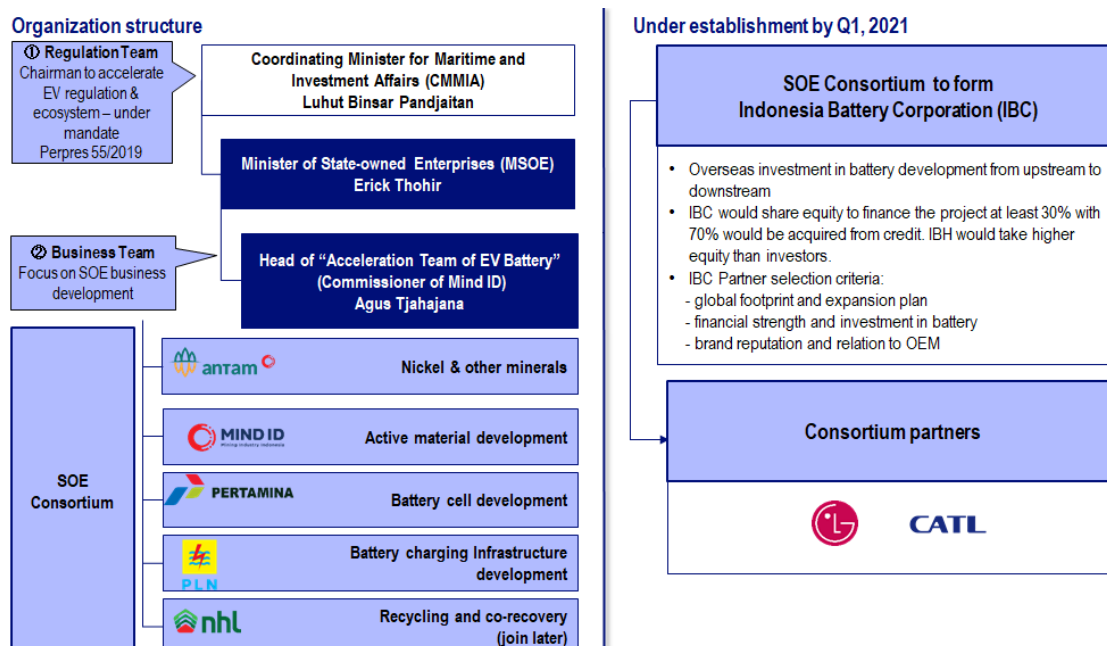 Organization structure
① Regulation Team
Chairman to accelerate
EV regulation &
ecosystem – under
mandate
Perpres 55/2019
Coordinating Minister for Maritime and
Investment Affairs (CMMIA)
Luhut Binsar Pandjaitan
Minister of State-owned Enterprises (MSOE)
Erick Thohir
② Business Team
Focus on SOE business
development
Head of “Acceleration Team of EV Battery”
(Commissioner of Mind ID)
Agus Tjahajana
SOE
Consortium
antam
Nickel & other minerals
MIND ID
Mining Industry Indonesia
Active material development
PERTAMINA
Battery cell development
PLN
Battery charging Infrastructure
development
nhl
Recycling and co-recovery
(join later)
Under establishment by Q1, 2021
SOE Consortium to form
Indonesia Battery Corporation (IBC)
• Overseas investment in battery development from upstream to
downstream
• IBC would share equity to finance the project at least 30% with
70% would be acquired from credit. IBH would take higher
equity than investors.
• IBC Partner selection criteria:
- global footprint and expansion plan
- financial strength and investment in battery
- brand reputation and relation to OEM
Consortium partners
LG
CATL